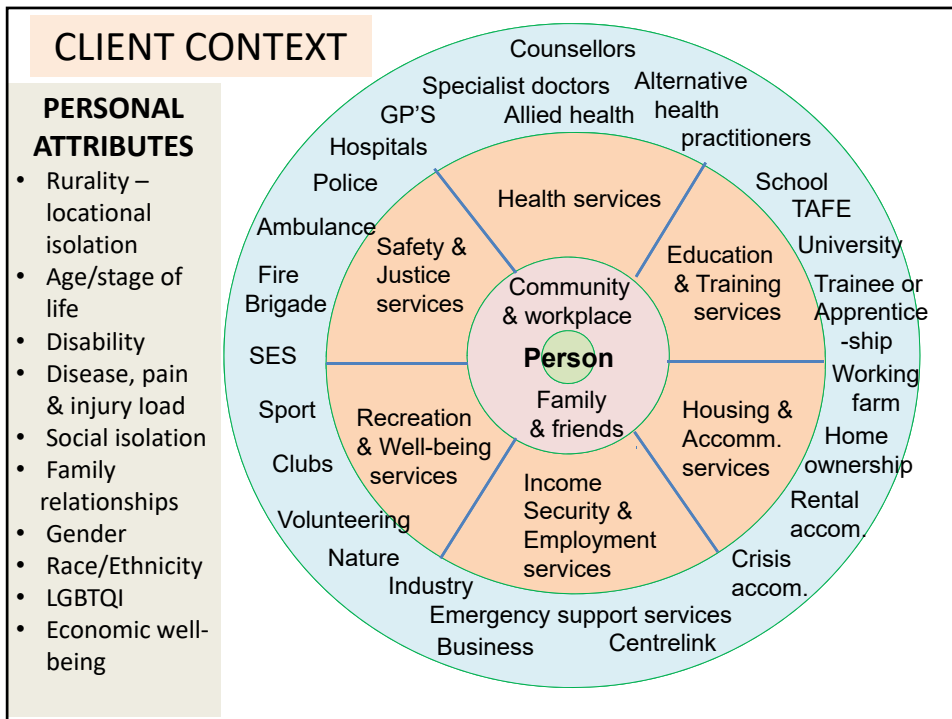 CLIENT CONTEXT
PERSONAL
ATTRIBUTES
• Rurality –
locational
isolation
• Age/stage of
life
• Disability
• Disease, pain
& injury load
• Social isolation
• Family
relationships
• Gender
• Race/Ethnicity
• LGBTQI
• Economic well-
being
Counsellors
Specialist doctors
Alternative
health
practitioners
GP'S
Allied health
Hospitals
Police
Ambulance
Fire
Brigade
SES
Sport
Clubs
Volunteering
Nature
Industry
Emergency support services
Business
Centrelink
Crisis
accom.
Rental
accom.
Home
ownership
Working
farm
Trainee or
Apprentice
-ship
University
School
TAFE
Health services
Safety &
Justice
services
Education
& Training
services
Recreation
& Well-being
services
Housing &
Accomm.
services
Income
Security &
Employment
services
Community
& workplace
Person
Family
& friends